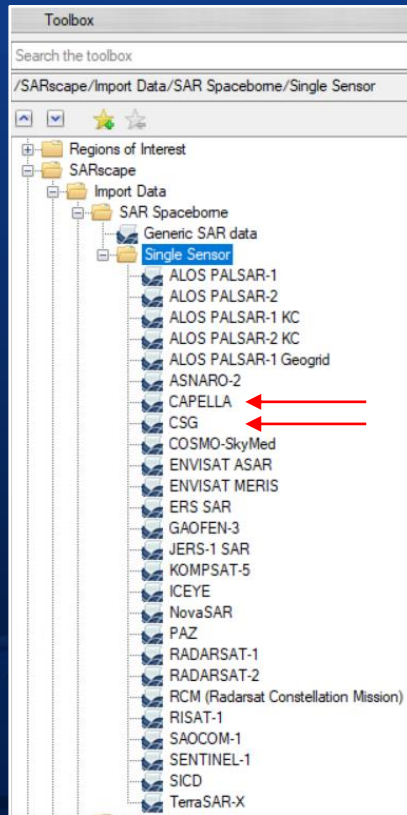 Toolbox
Search the toolbox
/SARscape/Import Data/SAR Spaceborne/Single Sensor
Regions of Interest
SARscape
Import Data
SAR Spaceborne
Generic SAR data
Single Sensor
ALOS PALSAR-1
ALOS PALSAR-2
ALOS PALSAR-1 KC
ALOS PALSAR-2 KC
ALOS PALSAR-1 Geogrid
ASNARO-2
CAPELLA
CSG
COSMO-SkyMed
ENVISAT ASAR
ENVISAT MERIS
ERS SAR
GAOFEN-3
JERS-1 SAR
KOMPSAT-5
ICEYE
NovaSAR
PAZ
RADARSAT-1
RADARSAT-2
RCM (Radarsat Constellation Mission)
RISAT-1
SAOCOM-1
SENTINEL-1
SICD
TerraSAR-X